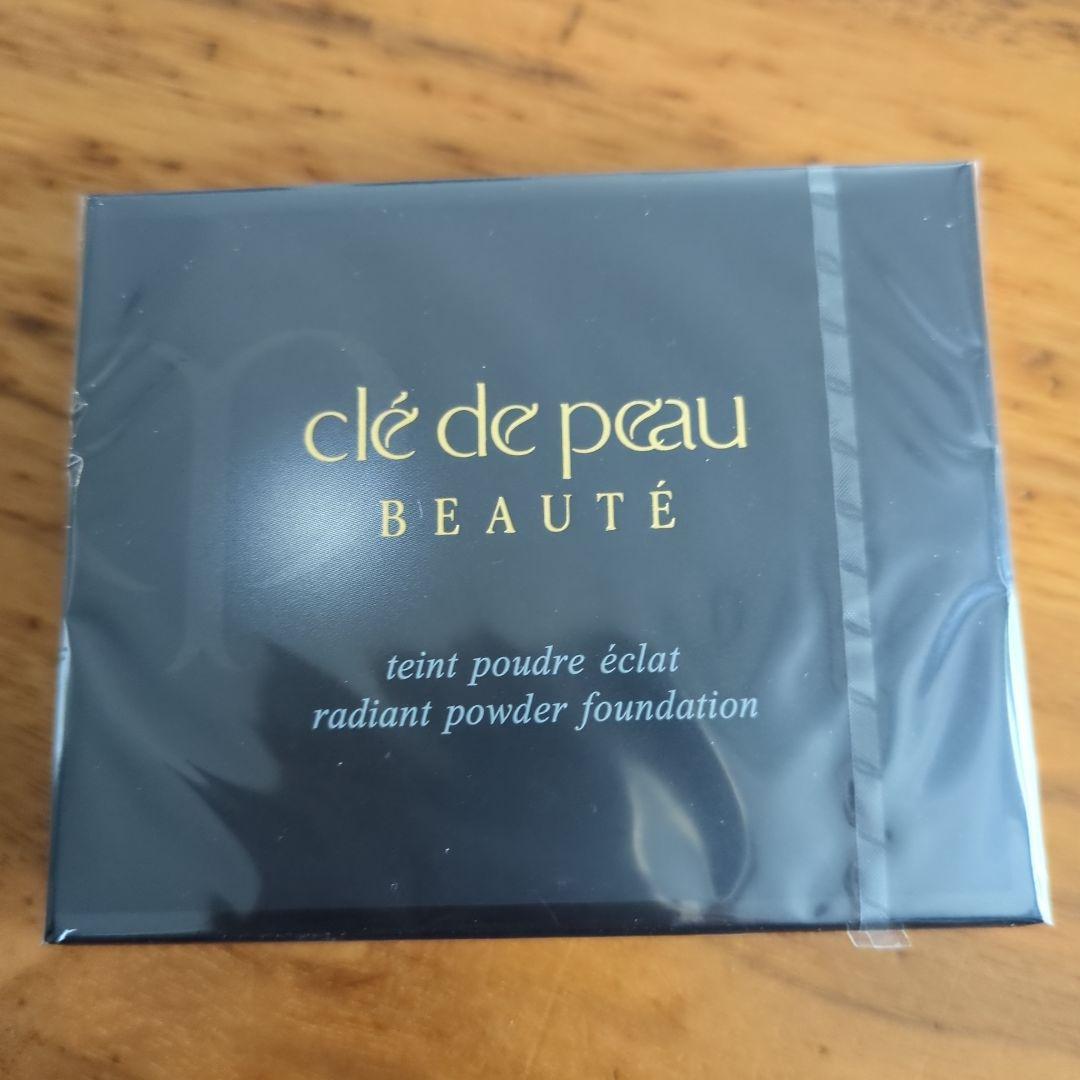 clé de peau
BEAUTÉ
teint poudre éclat
radiant powder foundation